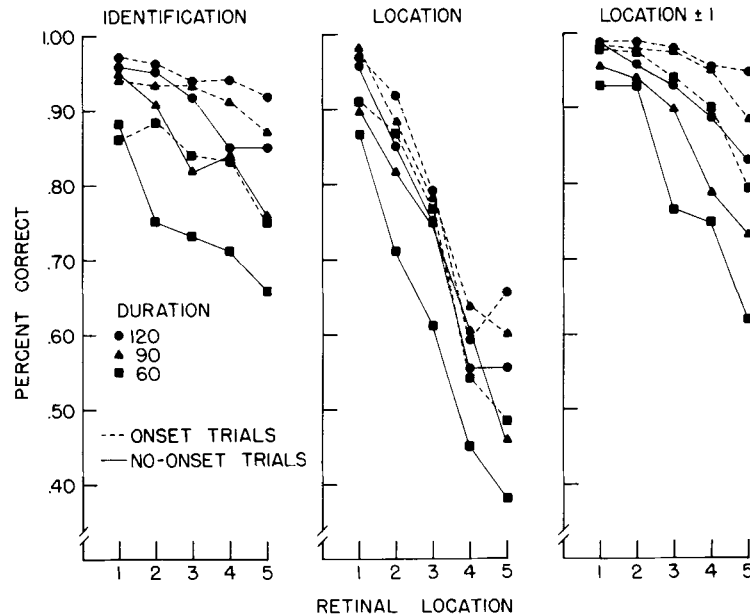 IDENTIFICATION
LOCATION
LOCATION ± 1
PERCENT CORRECT
1.00
.90
.80
.70
.60
.50
.40
DURATION
120
90
60
ONSET TRIALS
NO-ONSET TRIALS
1 2 3 4 5
1 2 3 4 5
1 2 3 4 5
RETINAL LOCATION